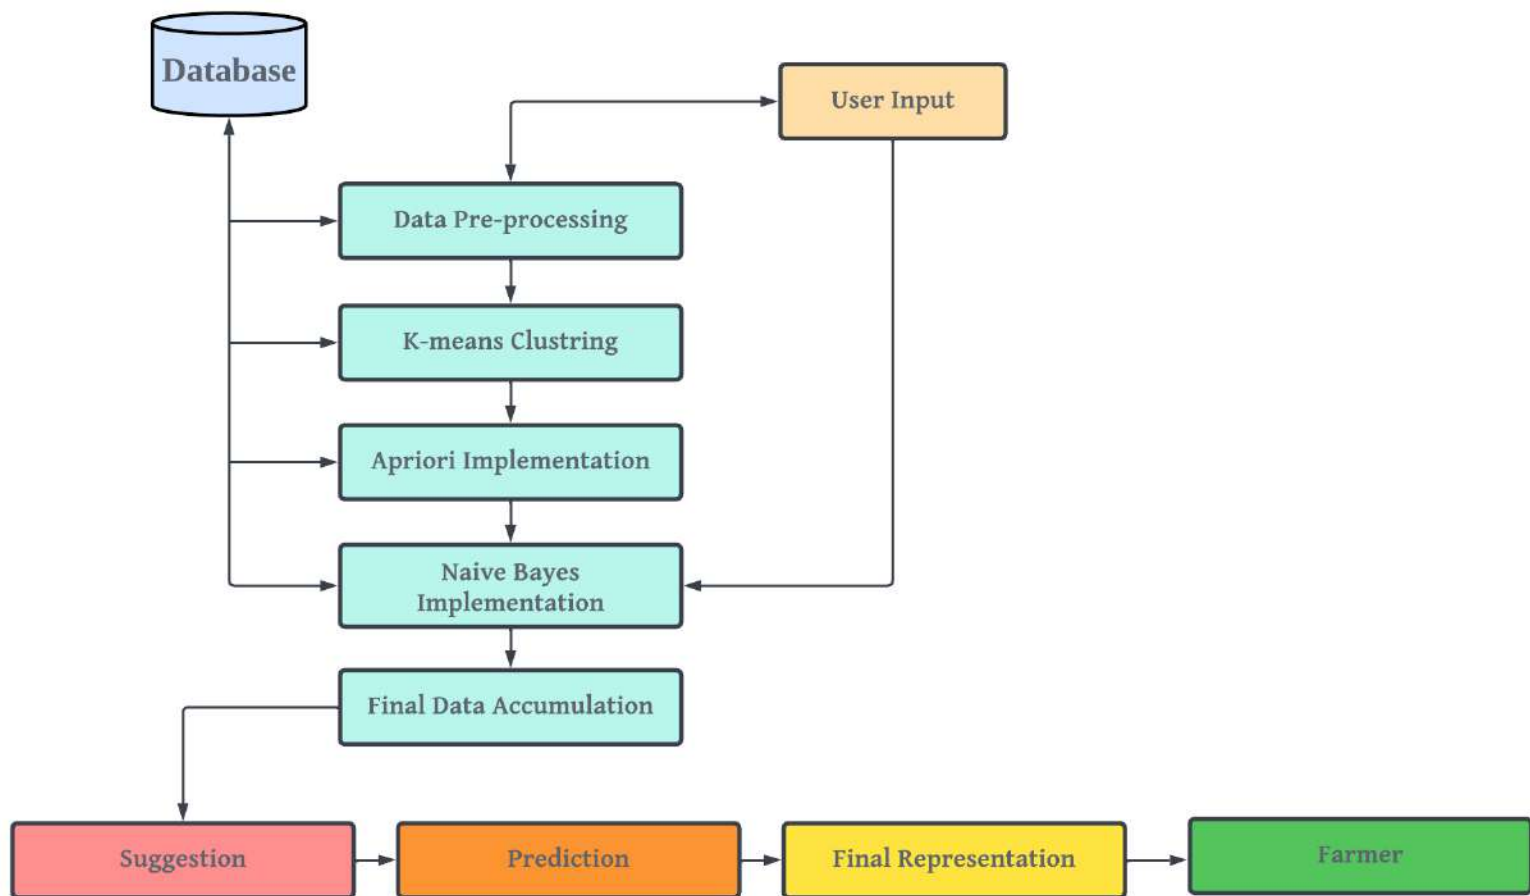 Database
User Input
Data Pre-processing
K-means Clustring
Apriori Implementation
Naive Bayes
Implementation
Final Data Accumulation
Suggestion
Prediction
Final Representation
Farmer